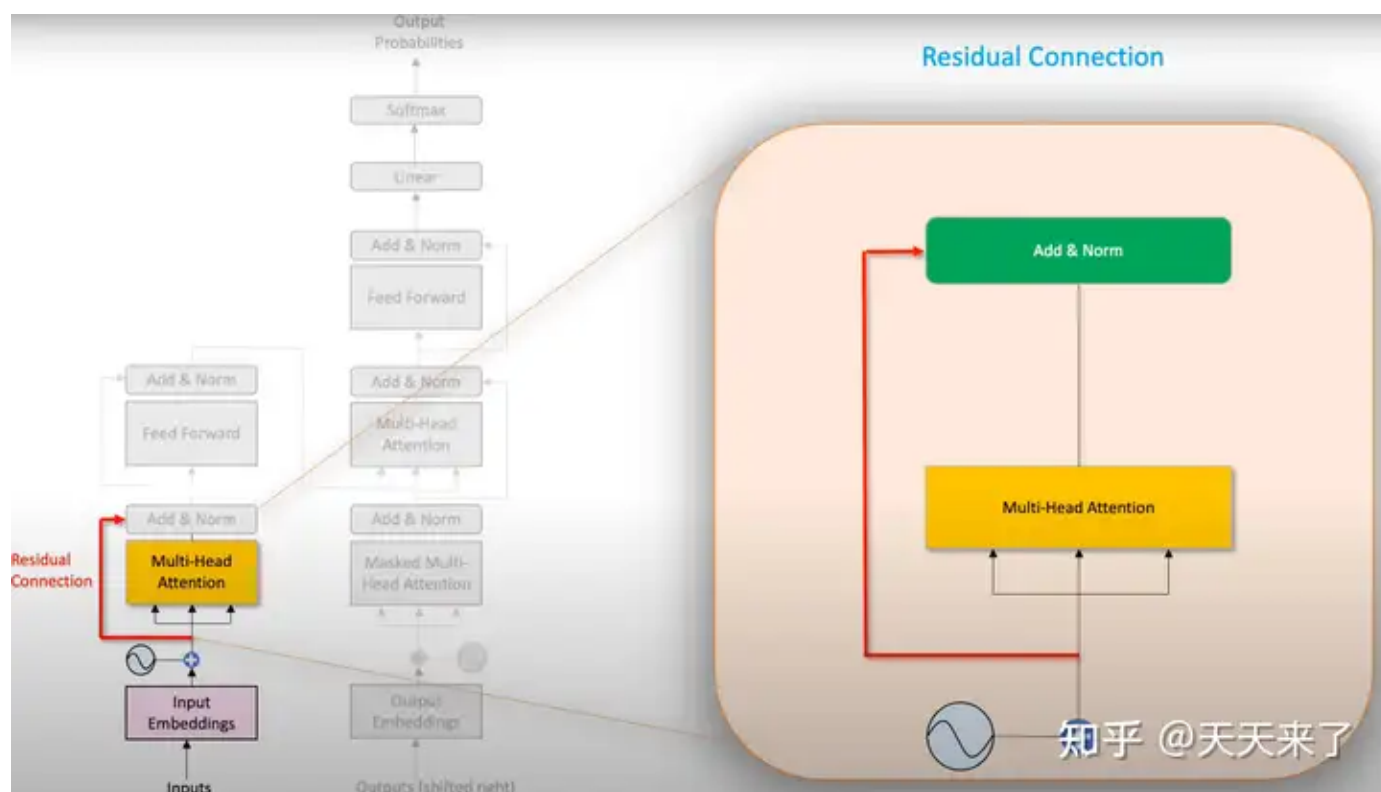 Output
Probabilities
Softmax
Linear
Add & Norm
Feed Forward
Add & Norm
Multi-Head
Attention
Add & Norm
Masked Multi-
Head Attention
Output
Embeddings
Outputs (shifted right)
Add & Norm
Feed Forward
Add & Norm
Residual
Connection
Multi-Head
Attention
Input
Embeddings
Inputs
Residual Connection
Add & Norm
Multi-Head Attention
知乎 @天天来了